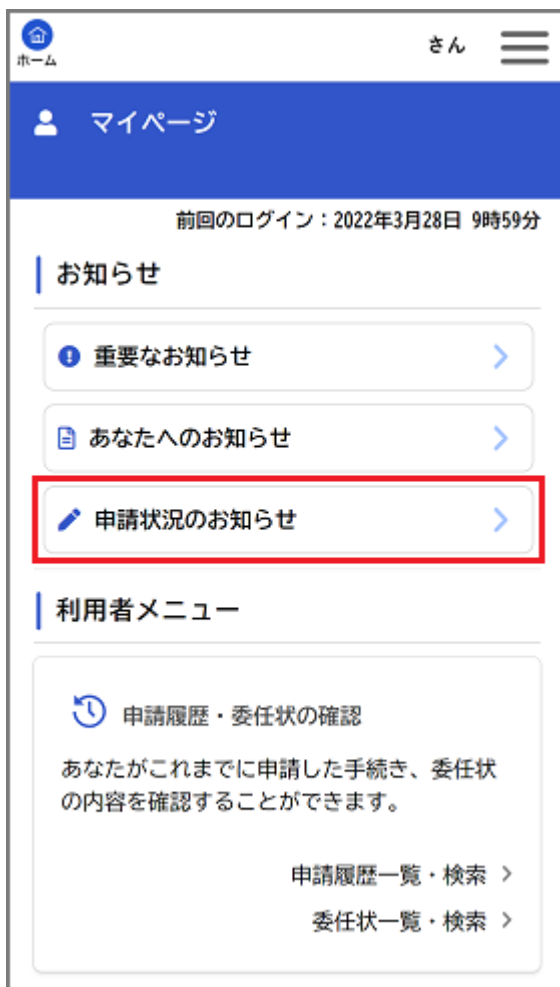 ホーム
さん
マイページ
前回のログイン：2022年3月28日 9時59分
お知らせ
重要なお知らせ
あなたへのお知らせ
申請状況のお知らせ
利用者メニュー
申請履歴・委任状の確認
あなたがこれまでに申請した手続き、委任状
の内容を確認することができます。
申請履歴一覧・検索
委任状一覧・検索